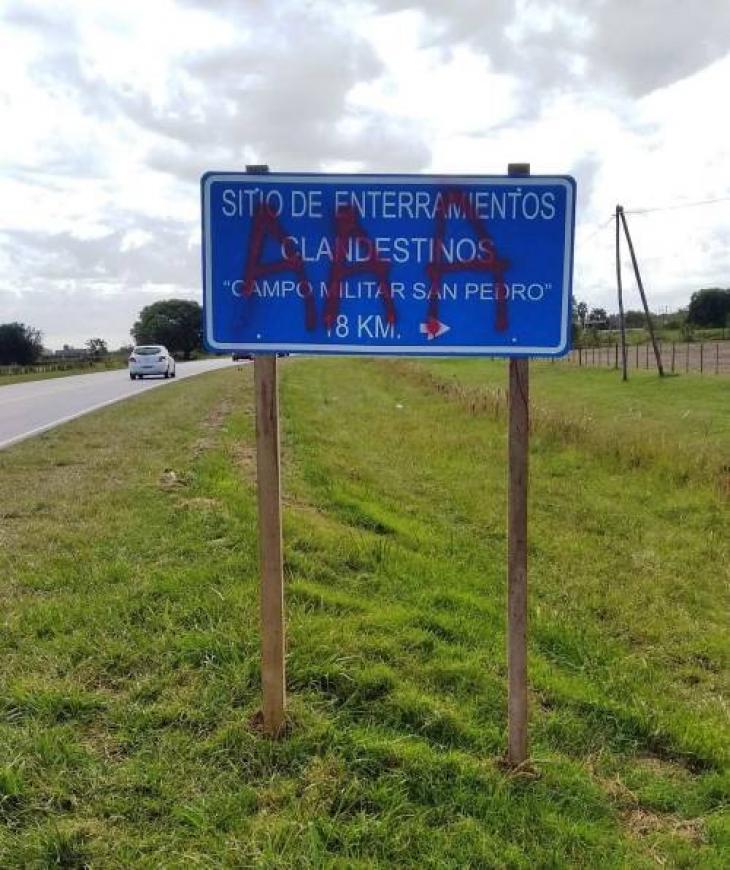 SITIO DE ENTERRAMIENTOS
CLANDESTINOS
"CAMPO MILITAR SAN PEDRO"
18 KM.
AAA